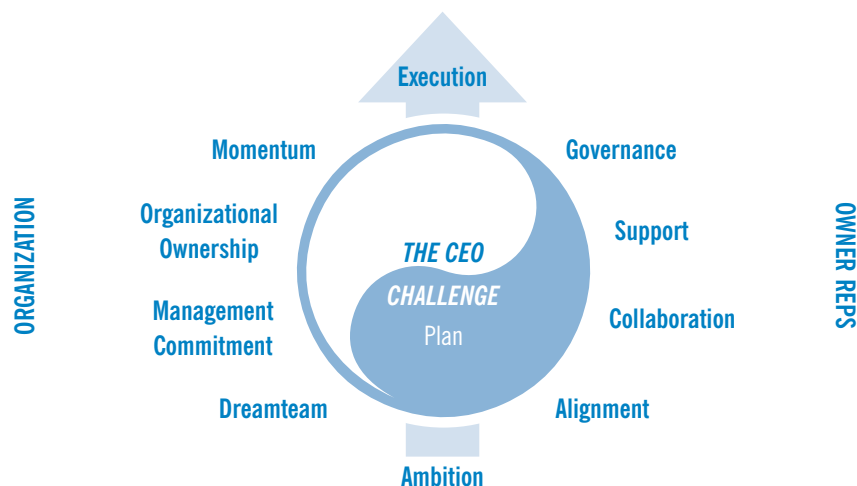 Execution
Momentum
Governance
Organizational
Ownership
Support
ORGANIZATION
OWNER REPS
THE CEO
CHALLENGE
Plan
Management
Commitment
Collaboration
Dreamteam
Alignment
Ambition